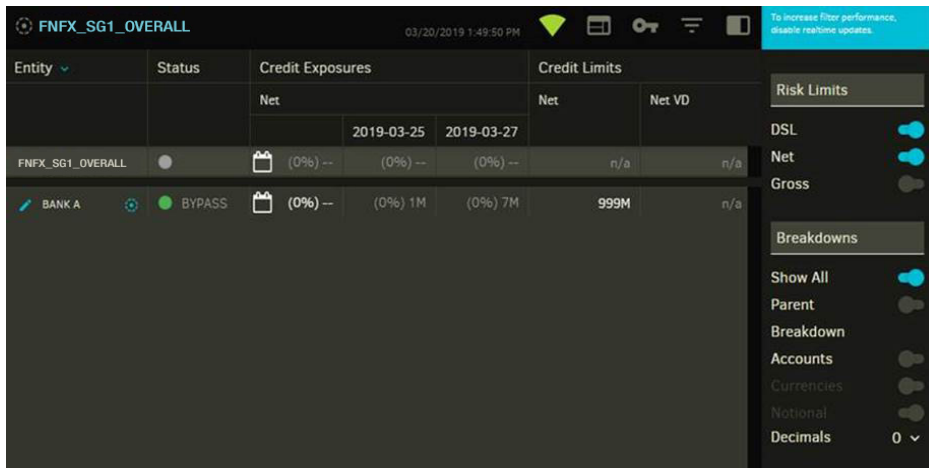 FNFX_SG1_OVERALL
03/20/2019 1:49:50 PM
To increase filter performance,
disable realtime updates.
Entity Status Credit Exposures Credit Limits
Net Net Net VD
2019-03-25 2019-03-27
FNFX_SG1_OVERALL (0%) -- (0%) -- (0%) -- n/a n/a
BANK A BYPASS (0%) -- (0%) 1M (0%) 7M 999M n/a
Risk Limits
DSL
Net
Gross
Breakdowns
Show All
Parent
Breakdown
Accounts
Currencies
Notional
Decimals 0